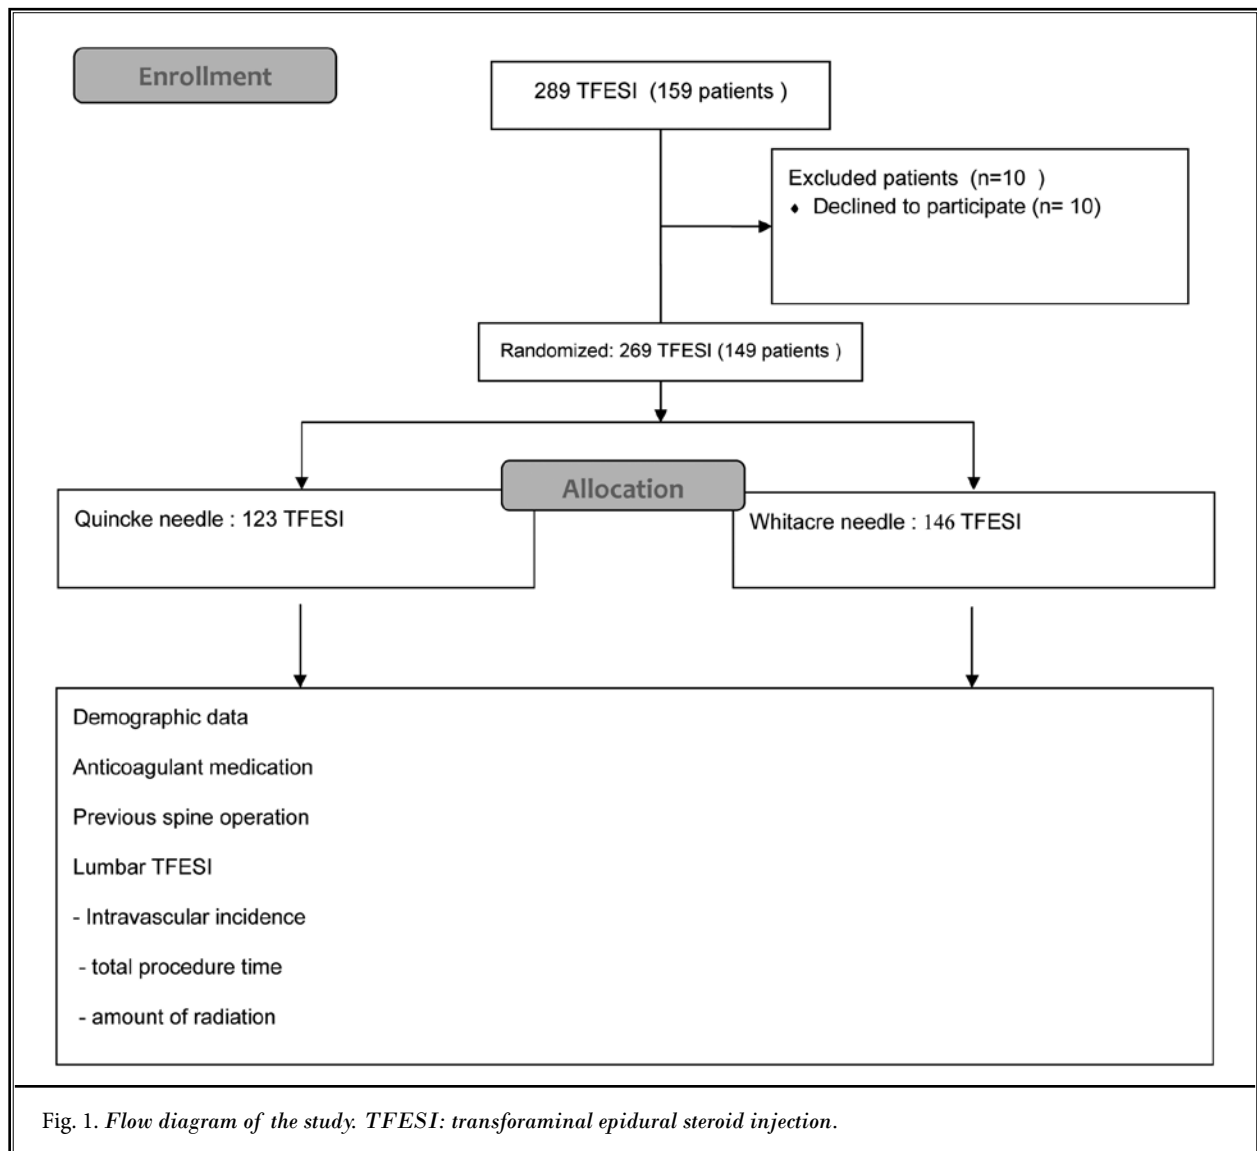 Enrollment
289 TFESI (159 patients )
Excluded patients (n=10 )
♦ Declined to participate (n= 10)
Randomized: 269 TFESI (149 patients )
Allocation
Quincke needle : 123 TFESI
Whitacre needle : 146 TFESI
Demographic data
Anticoagulant medication
Previous spine operation
Lumbar TFESI
- Intravascular incidence
- total procedure time
- amount of radiation
Fig. 1. Flow diagram of the study. TFESI: transforaminal epidural steroid injection.